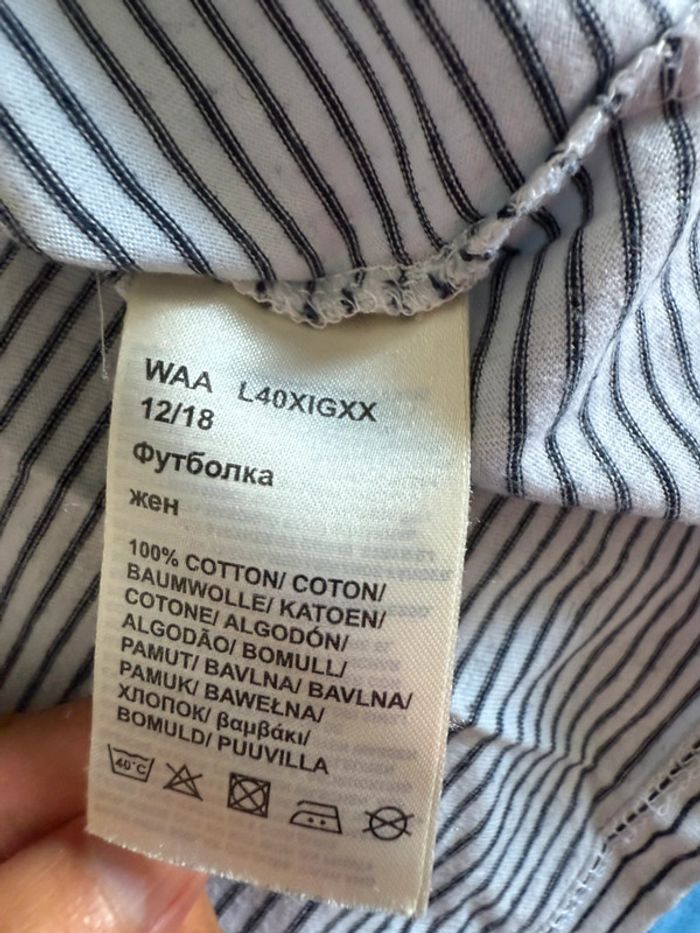 WAA L40XIGXX
12/18
Футболка
жен
100% COTTON/ COTON/
BAUMWOLLE/ KATOEN/
COTONE/ ALGODÓN/
ALGODÃO/ BOMULL/
PAMUT/ BAVLNA/ BAVLNA/
PAMUK/ BAWEŁNA/
ХЛОПОК/ βαμβάκι/
BOMULD/ PUUVILLA
40°C